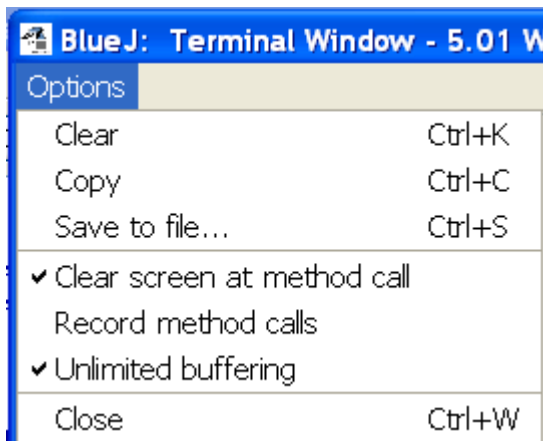 BlueJ: Terminal Window - 5.01 W
Options
Clear Ctrl+K
Copy Ctrl+C
Save to file... Ctrl+S
Clear screen at method call
Record method calls
Unlimited buffering
Close Ctrl+W